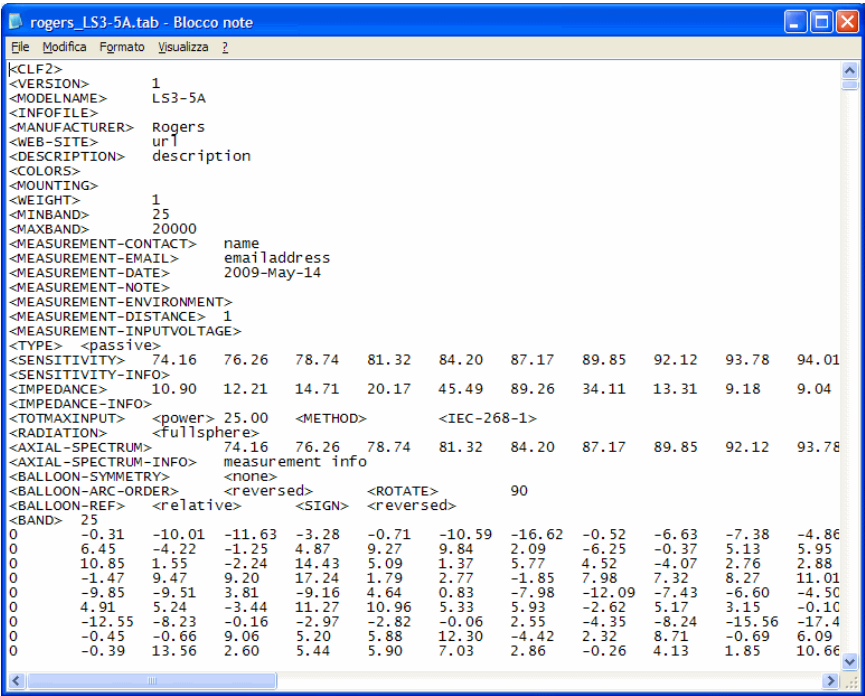 rogers_LS3-5A.tab - Blocco note
File Modifica Formato Visualizza ?
<CLF2>
<VERSION> 1
<MODELNAME> LS3-5A
<INFOFILE>
<MANUFACTURER> Rogers
<WEB-SITE> url
<DESCRIPTION> description
<COLORS>
<MOUNTING>
<WEIGHT> 1
<MINBAND> 25
<MAXBAND> 20000
<MEASUREMENT-CONTACT> name
<MEASUREMENT-EMAIL> emailaddress
<MEASUREMENT-DATE> 2009-May-14
<MEASUREMENT-NOTE>
<MEASUREMENT-ENVIRONMENT>
<MEASUREMENT-DISTANCE> 1
<MEASUREMENT-INPUTVOLTAGE>
<TYPE> <passive>
<SENSITIVITY> 74.16 76.26 78.74 81.32 84.20 87.17 89.85 92.12 93.78 94.01
<SENSITIVITY-INFO>
<IMPEDANCE> 10.90 12.21 14.71 20.17 45.49 89.26 34.11 13.31 9.18 9.04
<IMPEDANCE-INFO>
<TOTMAXINPUT> <power> 25.00 <METHOD> <IEC-268-1>
<RADIATION> <fullsphere>
<AXIAL-SPECTRUM> 74.16 76.26 78.74 81.32 84.20 87.17 89.85 92.12 93.78
<AXIAL-SPECTRUM-INFO> measurement info
<BALLOON-SYMMETRY> <none>
<BALLOON-ARC-ORDER> <reversed> <ROTATE> 90
<BALLOON-REF> <relative> <SIGN> <reversed>
<BAND> 25
0 -0.31 -10.01 -11.63 -3.28 -0.71 -10.59 -16.62 -0.52 -6.63 -7.38 -4.86
0 6.45 -4.22 -1.25 4.87 9.27 9.84 2.09 -6.25 -0.37 5.13 5.95
0 10.85 1.55 -2.24 14.43 5.09 1.37 5.77 4.52 -4.07 2.76 2.88
0 -1.47 9.47 9.20 17.24 1.79 2.77 -1.85 7.98 7.32 8.27 11.01
0 -9.85 -9.51 3.81 -9.16 4.64 0.83 -7.98 -12.09 -7.43 -6.60 -4.50
0 4.91 5.24 -3.44 11.27 10.96 5.33 5.93 -2.62 5.17 3.15 -0.10
0 -12.55 -8.23 -0.16 -2.97 -2.82 -0.06 2.55 -4.35 -8.24 -15.56 -17.4
0 -0.45 -0.66 9.06 5.20 5.88 12.30 -4.42 2.32 8.71 -0.69 6.09
0 -0.39 13.56 2.60 5.44 5.90 7.03 2.86 -0.26 4.13 1.85 10.66